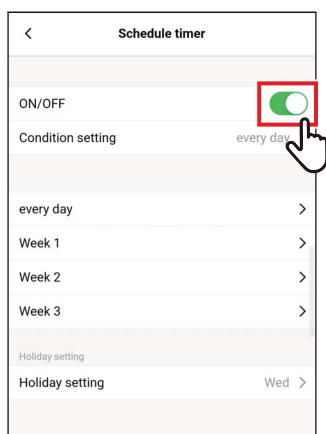 Schedule timer
ON/OFF
Condition setting every day
every day
Week 1
Week 2
Week 3
Holiday setting
Holiday setting Wed